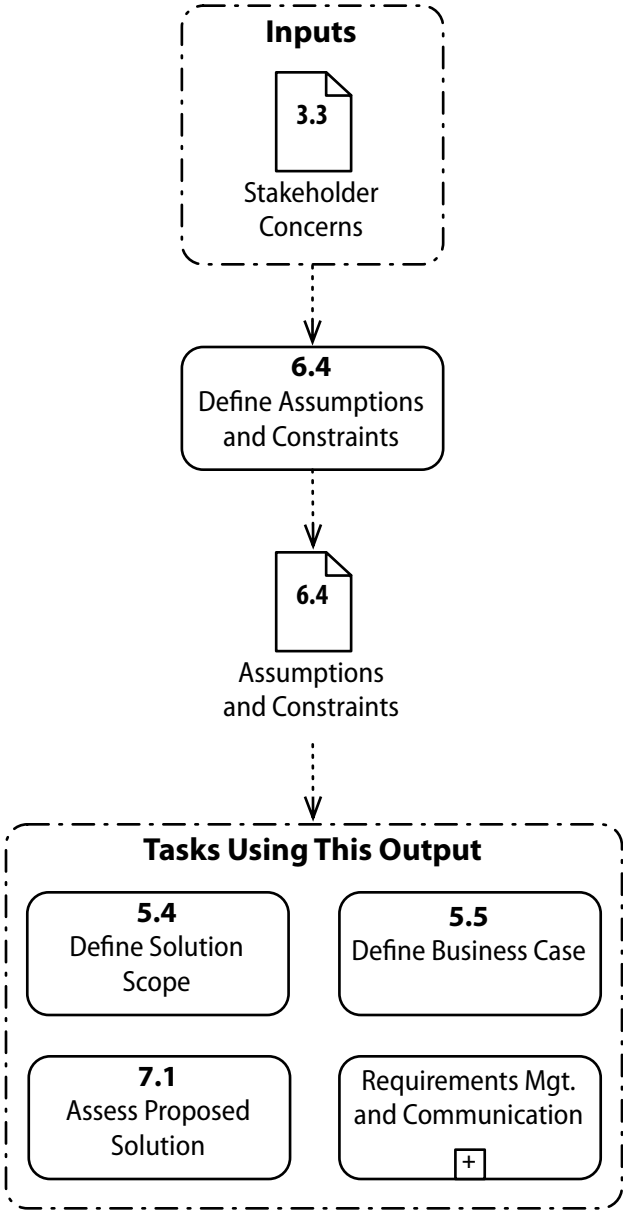 Inputs
3.3
Stakeholder
Concerns
6.4
Define Assumptions
and Constraints
6.4
Assumptions
and Constraints
Tasks Using This Output
5.4
Define Solution
Scope
5.5
Define Business Case
7.1
Assess Proposed
Solution
Requirements Mgt.
and Communication
+